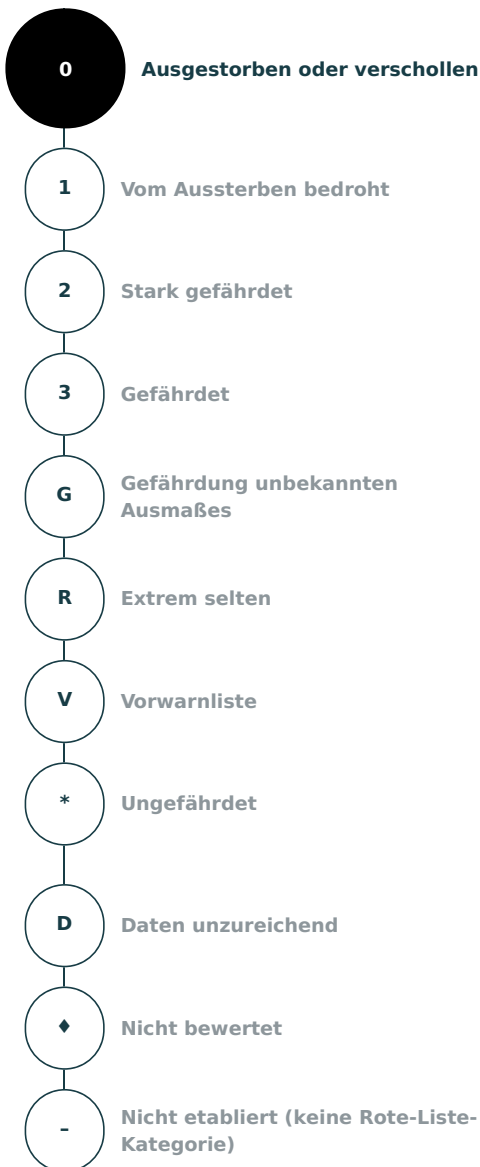 0 Ausgestorben oder verschollen
1 Vom Aussterben bedroht
2 Stark gefährdet
3 Gefährdet
G Gefährdung unbekannten
Ausmaßes
R Extrem selten
V Vorwarnliste
* Ungefährdet
D Daten unzureichend
♦ Nicht bewertet
– Nicht etabliert (keine Rote-Liste-
Kategorie)